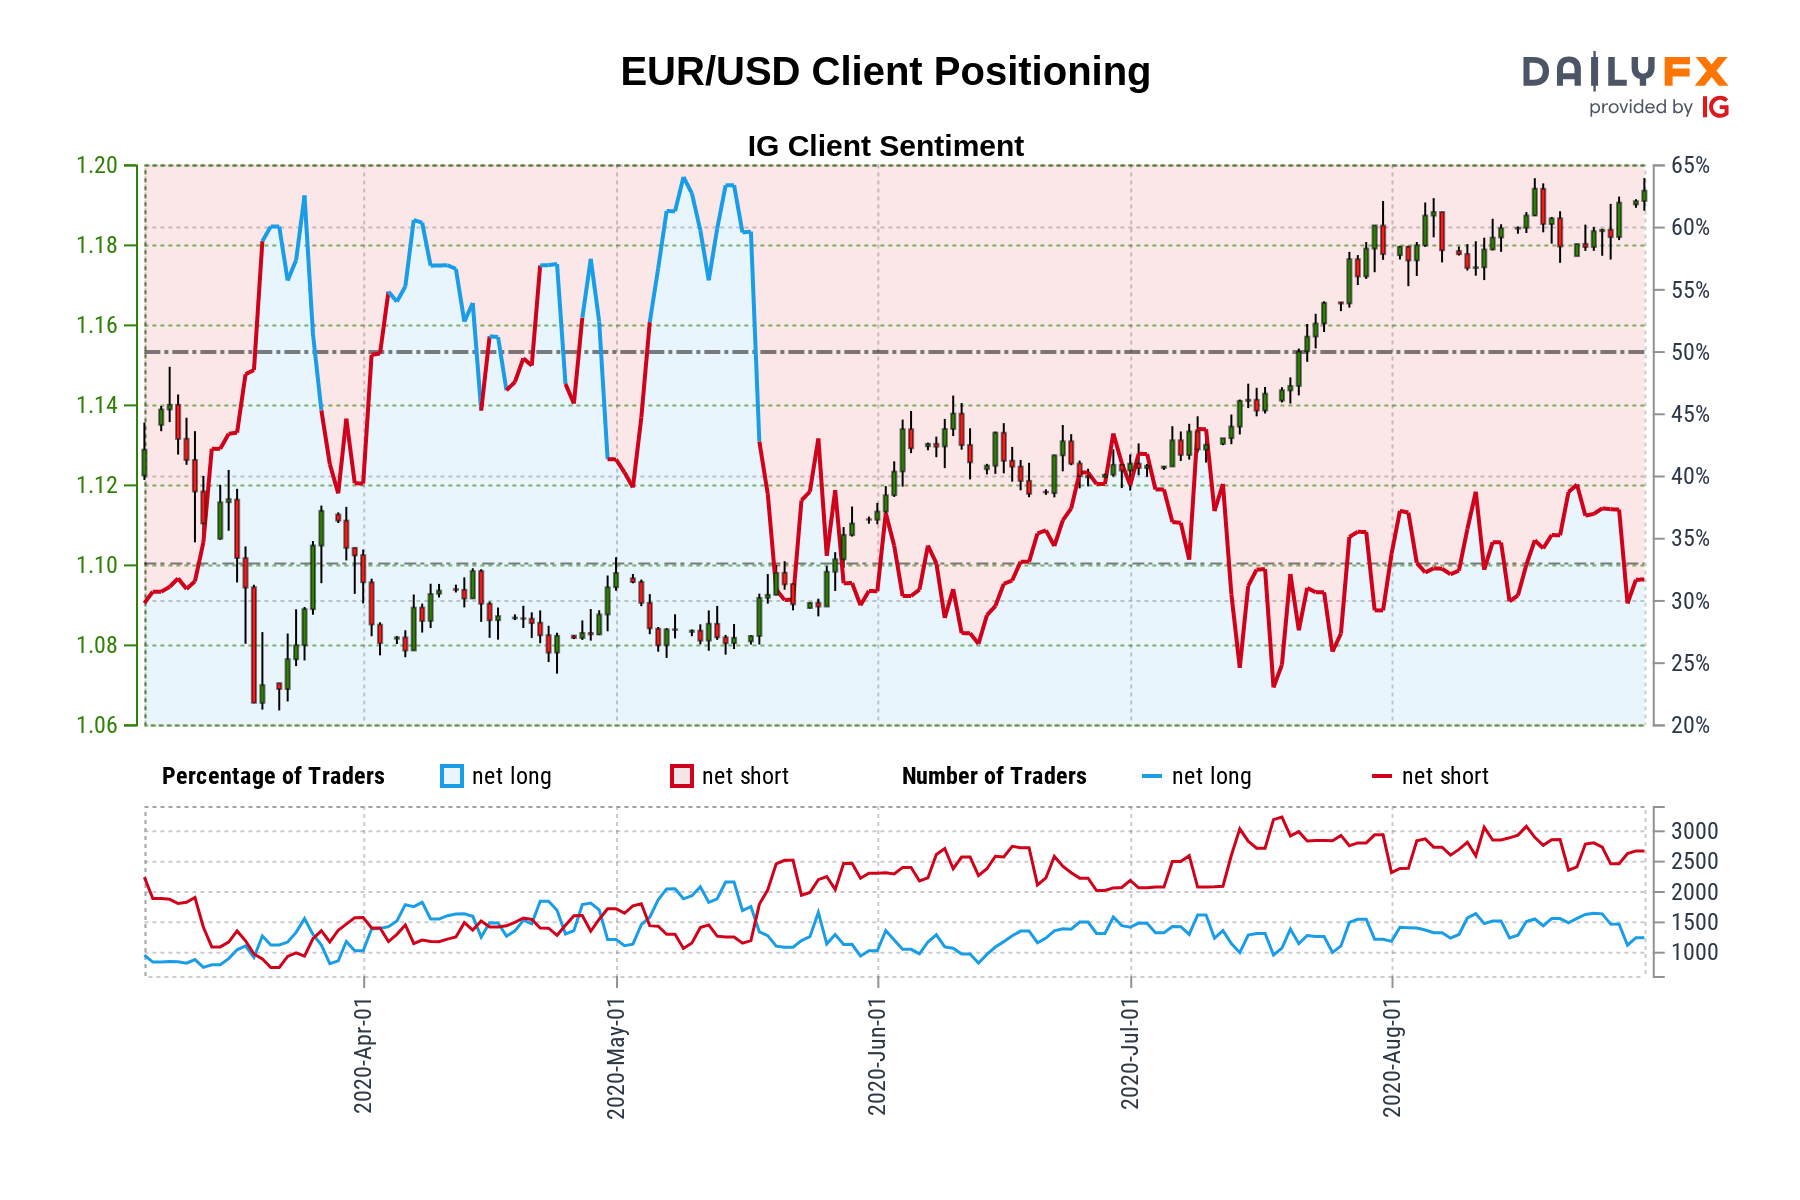 EUR/USD Client Positioning
DAILYFX
provided by IG
IG Client Sentiment
1.20
1.18
1.16
1.14
1.12
1.10
1.08
1.06
65%
60%
55%
50%
45%
40%
35%
30%
25%
20%
Percentage of Traders net long net short Number of Traders net long net short
3000
2500
2000
1500
1000
2020-Apr-01
2020-May-01
2020-Jun-01
2020-Jul-01
2020-Aug-01